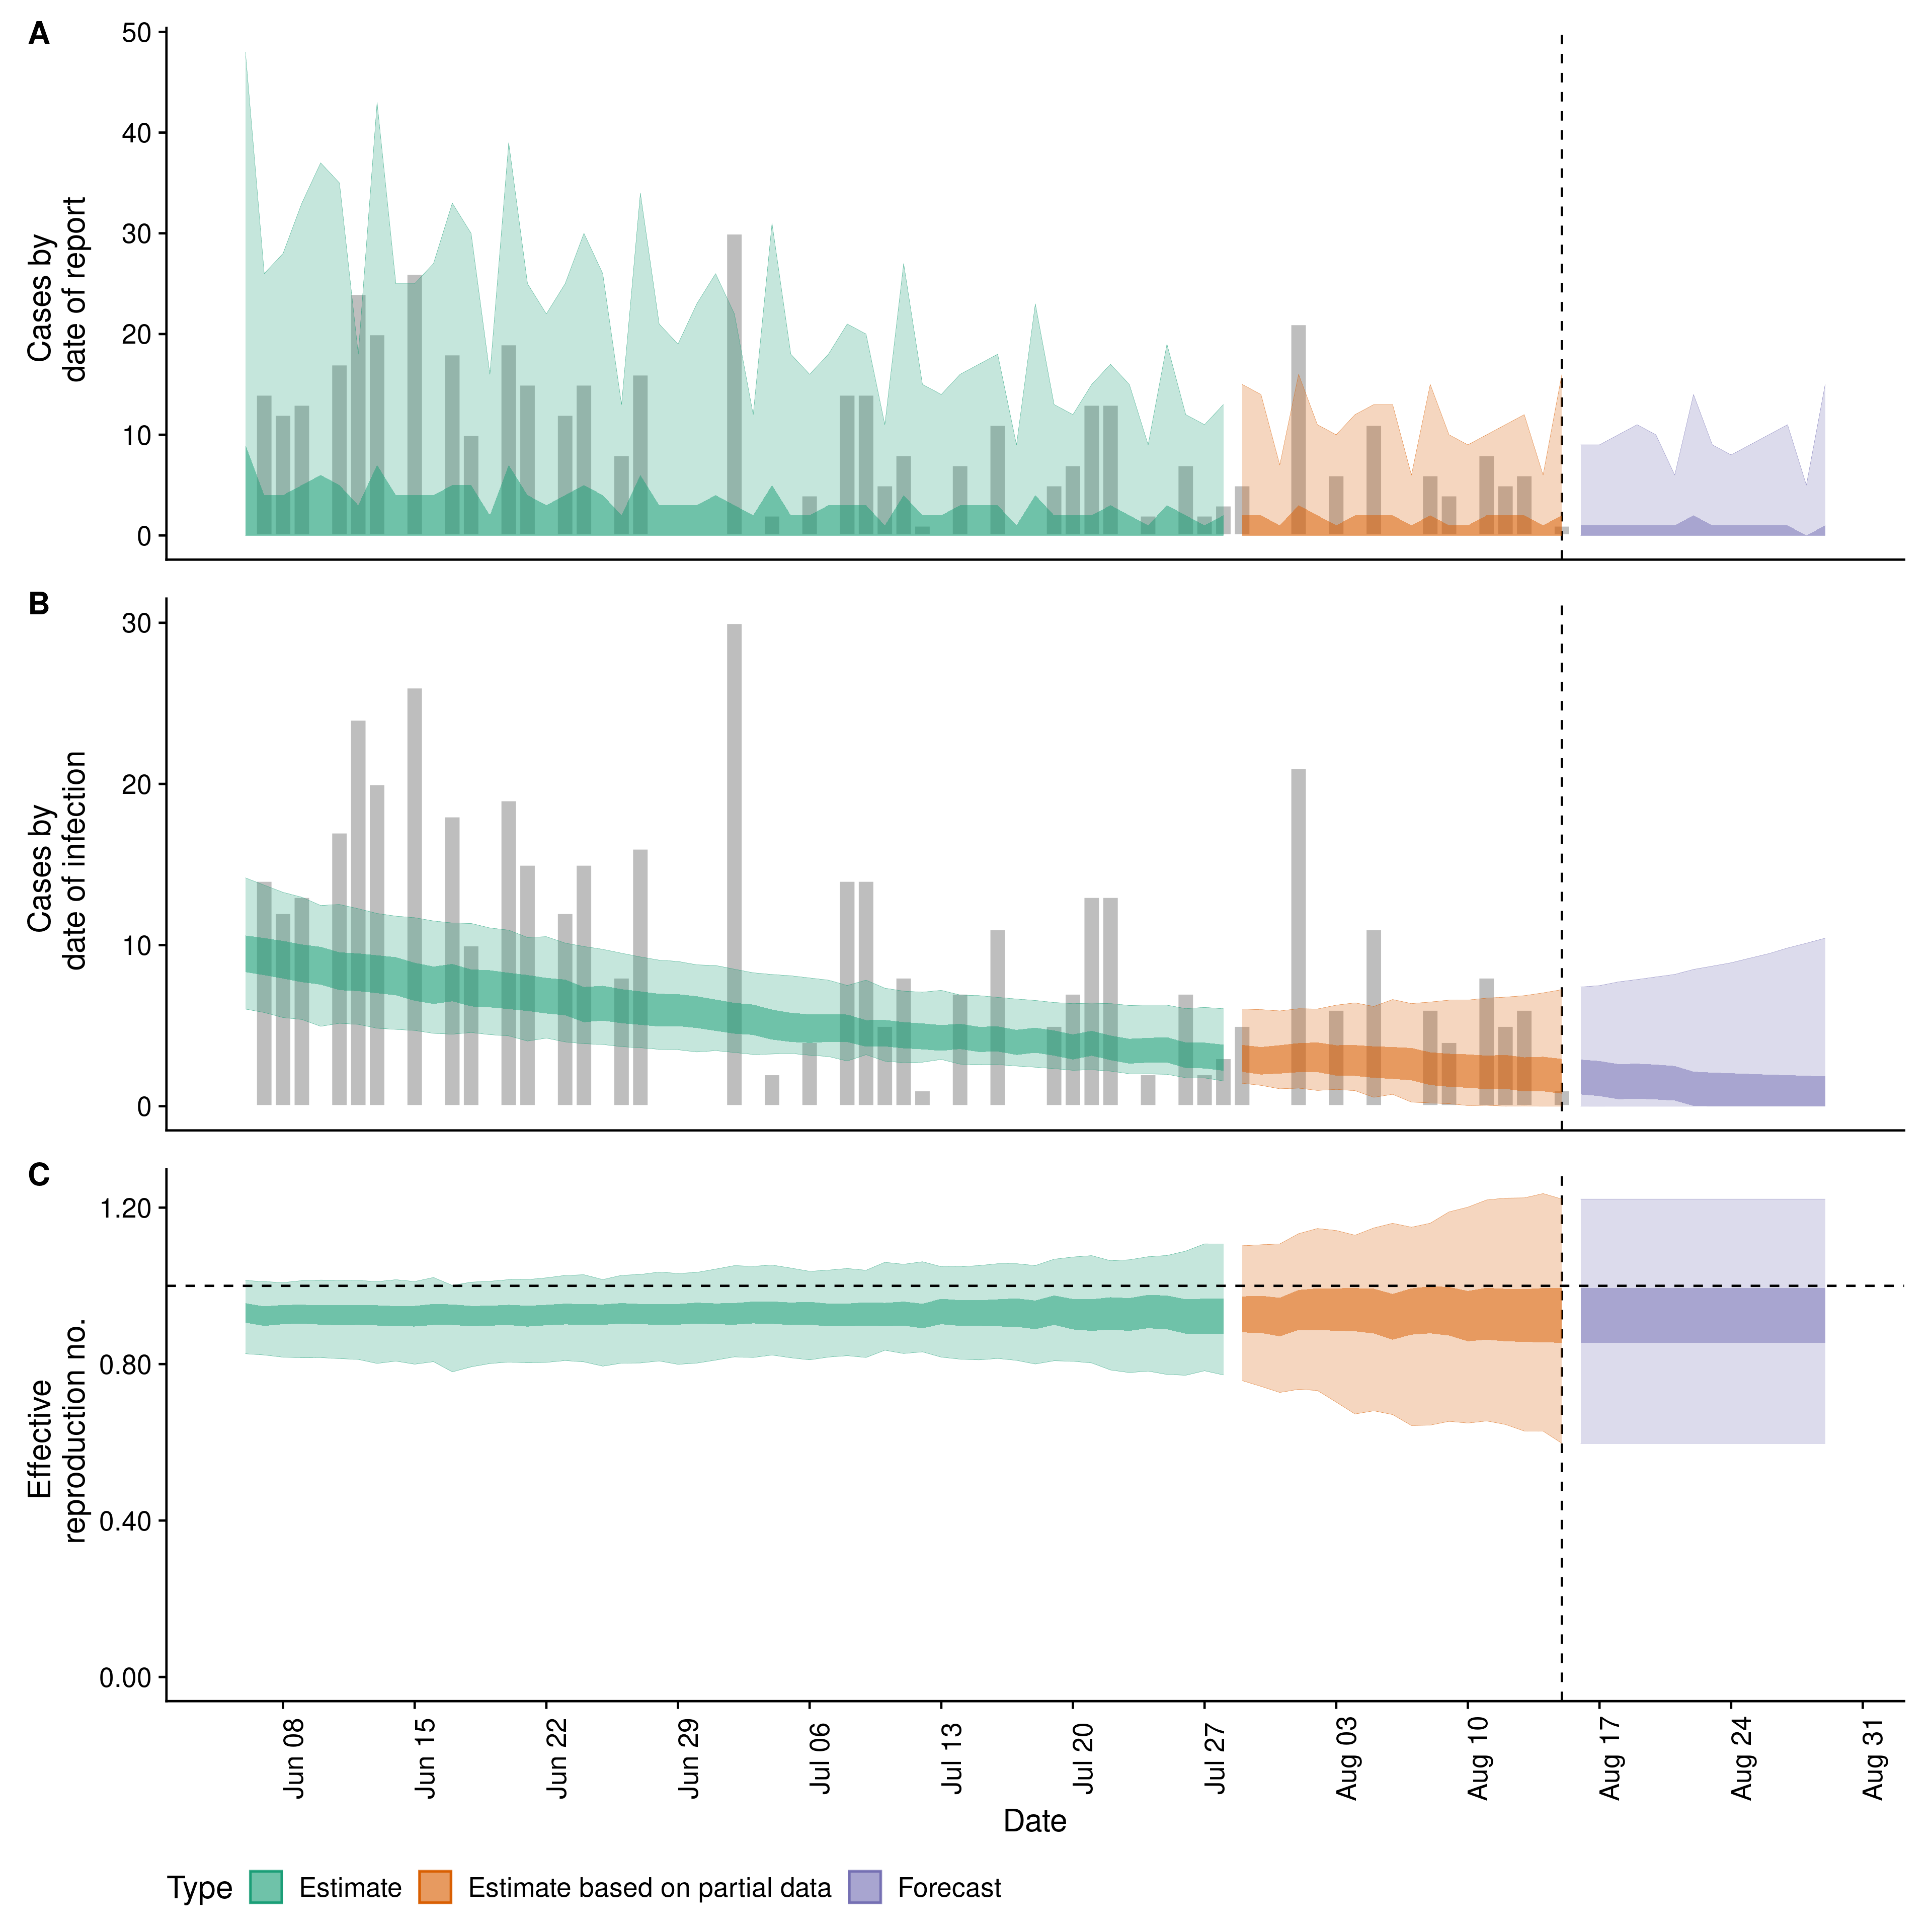 A
Cases by
date of report
50
40
30
20
10
0
B
Cases by
date of infection
30
20
10
0
C
Effective
reproduction no.
1.20
0.80
0.40
0.00
Jun 08
Jun 15
Jun 22
Jun 29
Jul 06
Jul 13
Jul 20
Jul 27
Aug 03
Aug 10
Aug 17
Aug 24
Aug 31
Date
Type Estimate Estimate based on partial data Forecast